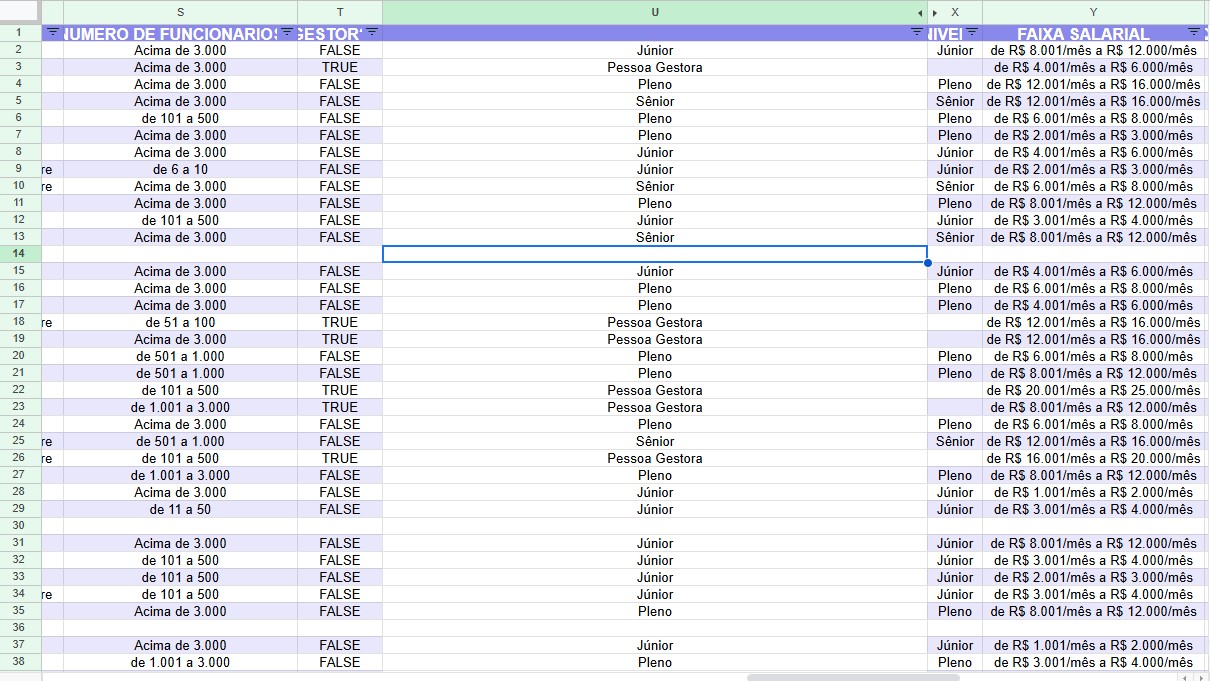 S T U X Y
1 NUMERO DE FUNCIONARIOS GESTOR? NIVEL FAIXA SALARIAL
2 Acima de 3.000 FALSE Júnior Júnior de R$ 8.001/mês a R$ 12.000/mês
3 Acima de 3.000 TRUE Pessoa Gestora de R$ 4.001/mês a R$ 6.000/mês
4 Acima de 3.000 FALSE Pleno Pleno de R$ 12.001/mês a R$ 16.000/mês
5 Acima de 3.000 FALSE Sênior Sênior de R$ 12.001/mês a R$ 16.000/mês
6 de 101 a 500 FALSE Pleno Pleno de R$ 6.001/mês a R$ 8.000/mês
7 Acima de 3.000 FALSE Pleno Pleno de R$ 2.001/mês a R$ 3.000/mês
8 Acima de 3.000 FALSE Júnior Júnior de R$ 4.001/mês a R$ 6.000/mês
9 re de 6 a 10 FALSE Júnior Júnior de R$ 2.001/mês a R$ 3.000/mês
10 re Acima de 3.000 FALSE Sênior Sênior de R$ 6.001/mês a R$ 8.000/mês
11 Acima de 3.000 FALSE Pleno Pleno de R$ 8.001/mês a R$ 12.000/mês
12 de 101 a 500 FALSE Júnior Júnior de R$ 3.001/mês a R$ 4.000/mês
13 Acima de 3.000 FALSE Sênior Sênior de R$ 8.001/mês a R$ 12.000/mês
14
15 Acima de 3.000 FALSE Júnior Júnior de R$ 4.001/mês a R$ 6.000/mês
16 Acima de 3.000 FALSE Pleno Pleno de R$ 6.001/mês a R$ 8.000/mês
17 Acima de 3.000 FALSE Pleno Pleno de R$ 4.001/mês a R$ 6.000/mês
18 re de 51 a 100 TRUE Pessoa Gestora de R$ 12.001/mês a R$ 16.000/mês
19 Acima de 3.000 TRUE Pessoa Gestora de R$ 12.001/mês a R$ 16.000/mês
20 de 501 a 1.000 FALSE Pleno Pleno de R$ 6.001/mês a R$ 8.000/mês
21 de 501 a 1.000 FALSE Pleno Pleno de R$ 8.001/mês a R$ 12.000/mês
22 de 101 a 500 TRUE Pessoa Gestora de R$ 20.001/mês a R$ 25.000/mês
23 de 1.001 a 3.000 TRUE Pessoa Gestora de R$ 8.001/mês a R$ 12.000/mês
24 Acima de 3.000 FALSE Pleno Pleno de R$ 6.001/mês a R$ 8.000/mês
25 re de 501 a 1.000 FALSE Sênior Sênior de R$ 12.001/mês a R$ 16.000/mês
26 re de 101 a 500 TRUE Pessoa Gestora de R$ 16.001/mês a R$ 20.000/mês
27 de 1.001 a 3.000 FALSE Pleno Pleno de R$ 8.001/mês a R$ 12.000/mês
28 Acima de 3.000 FALSE Júnior Júnior de R$ 1.001/mês a R$ 2.000/mês
29 de 11 a 50 FALSE Júnior Júnior de R$ 3.001/mês a R$ 4.000/mês
30
31 Acima de 3.000 FALSE Júnior Júnior de R$ 8.001/mês a R$ 12.000/mês
32 de 101 a 500 FALSE Júnior Júnior de R$ 3.001/mês a R$ 4.000/mês
33 de 101 a 500 FALSE Júnior Júnior de R$ 2.001/mês a R$ 3.000/mês
34 re de 101 a 500 FALSE Júnior Júnior de R$ 3.001/mês a R$ 4.000/mês
35 Acima de 3.000 FALSE Pleno Pleno de R$ 8.001/mês a R$ 12.000/mês
36
37 Acima de 3.000 FALSE Júnior Júnior de R$ 1.001/mês a R$ 2.000/mês
38 de 1.001 a 3.000 FALSE Pleno Pleno de R$ 3.001/mês a R$ 4.000/mês